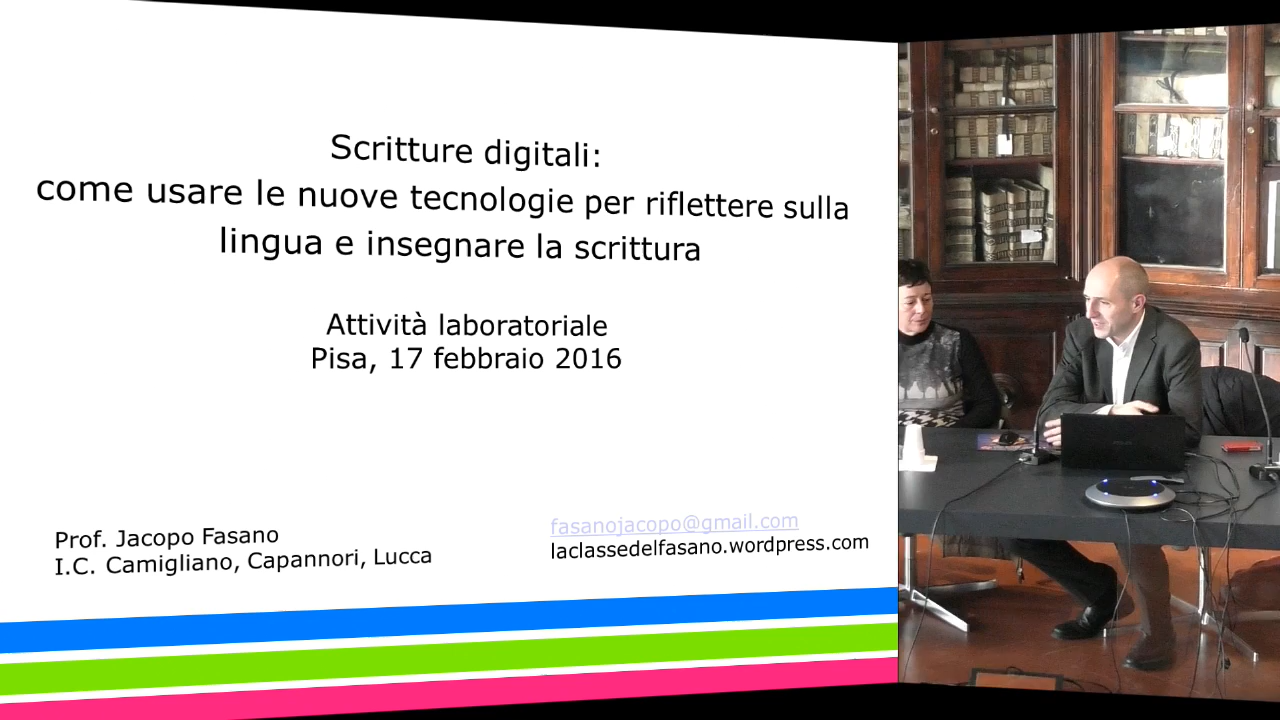 Scritture digitali:
come usare le nuove tecnologie per riflettere sulla
lingua e insegnare la scrittura
Attività laboratoriale
Pisa, 17 febbraio 2016
Prof. Jacopo Fasano
I.C. Camigliano, Capannori, Lucca
fasanojacopo@gmail.com
laclassedelfasano.wordpress.com